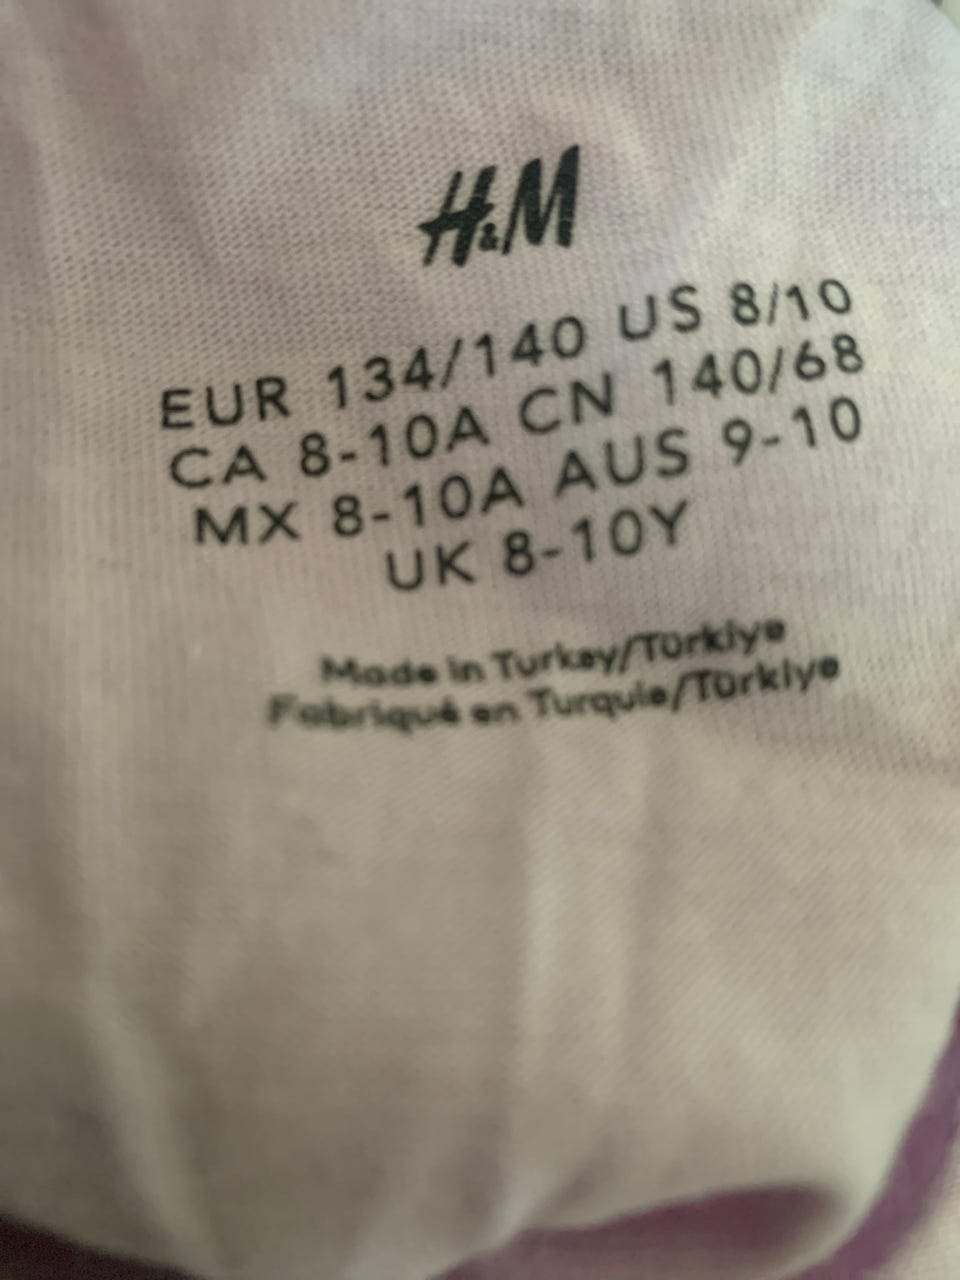 H&M
EUR 134/140 US 8/10
CA 8-10A CN 140/68
MX 8-10A AUS 9-10
UK 8-10Y
Made in Turkey/Türkiye
Fabriqué en Turquie/Türkiye